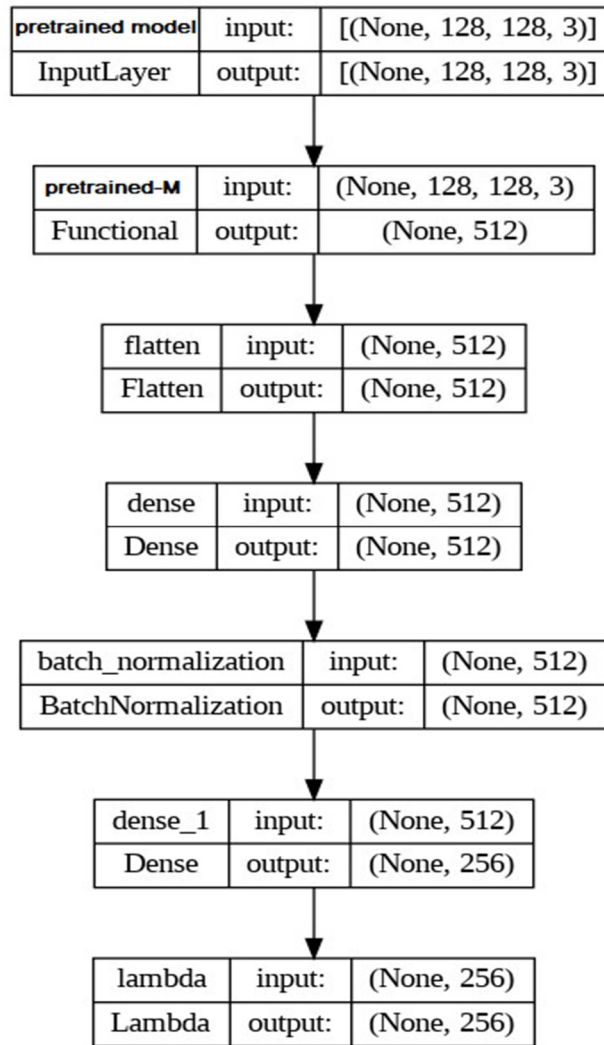 pretrained model input: [(None, 128, 128, 3)]
InputLayer output: [(None, 128, 128, 3)]
pretrained-M input: (None, 128, 128, 3)
Functional output: (None, 512)
flatten input: (None, 512)
Flatten output: (None, 512)
dense input: (None, 512)
Dense output: (None, 512)
batch_normalization input: (None, 512)
BatchNormalization output: (None, 512)
dense_1 input: (None, 512)
Dense output: (None, 256)
lambda input: (None, 256)
Lambda output: (None, 256)